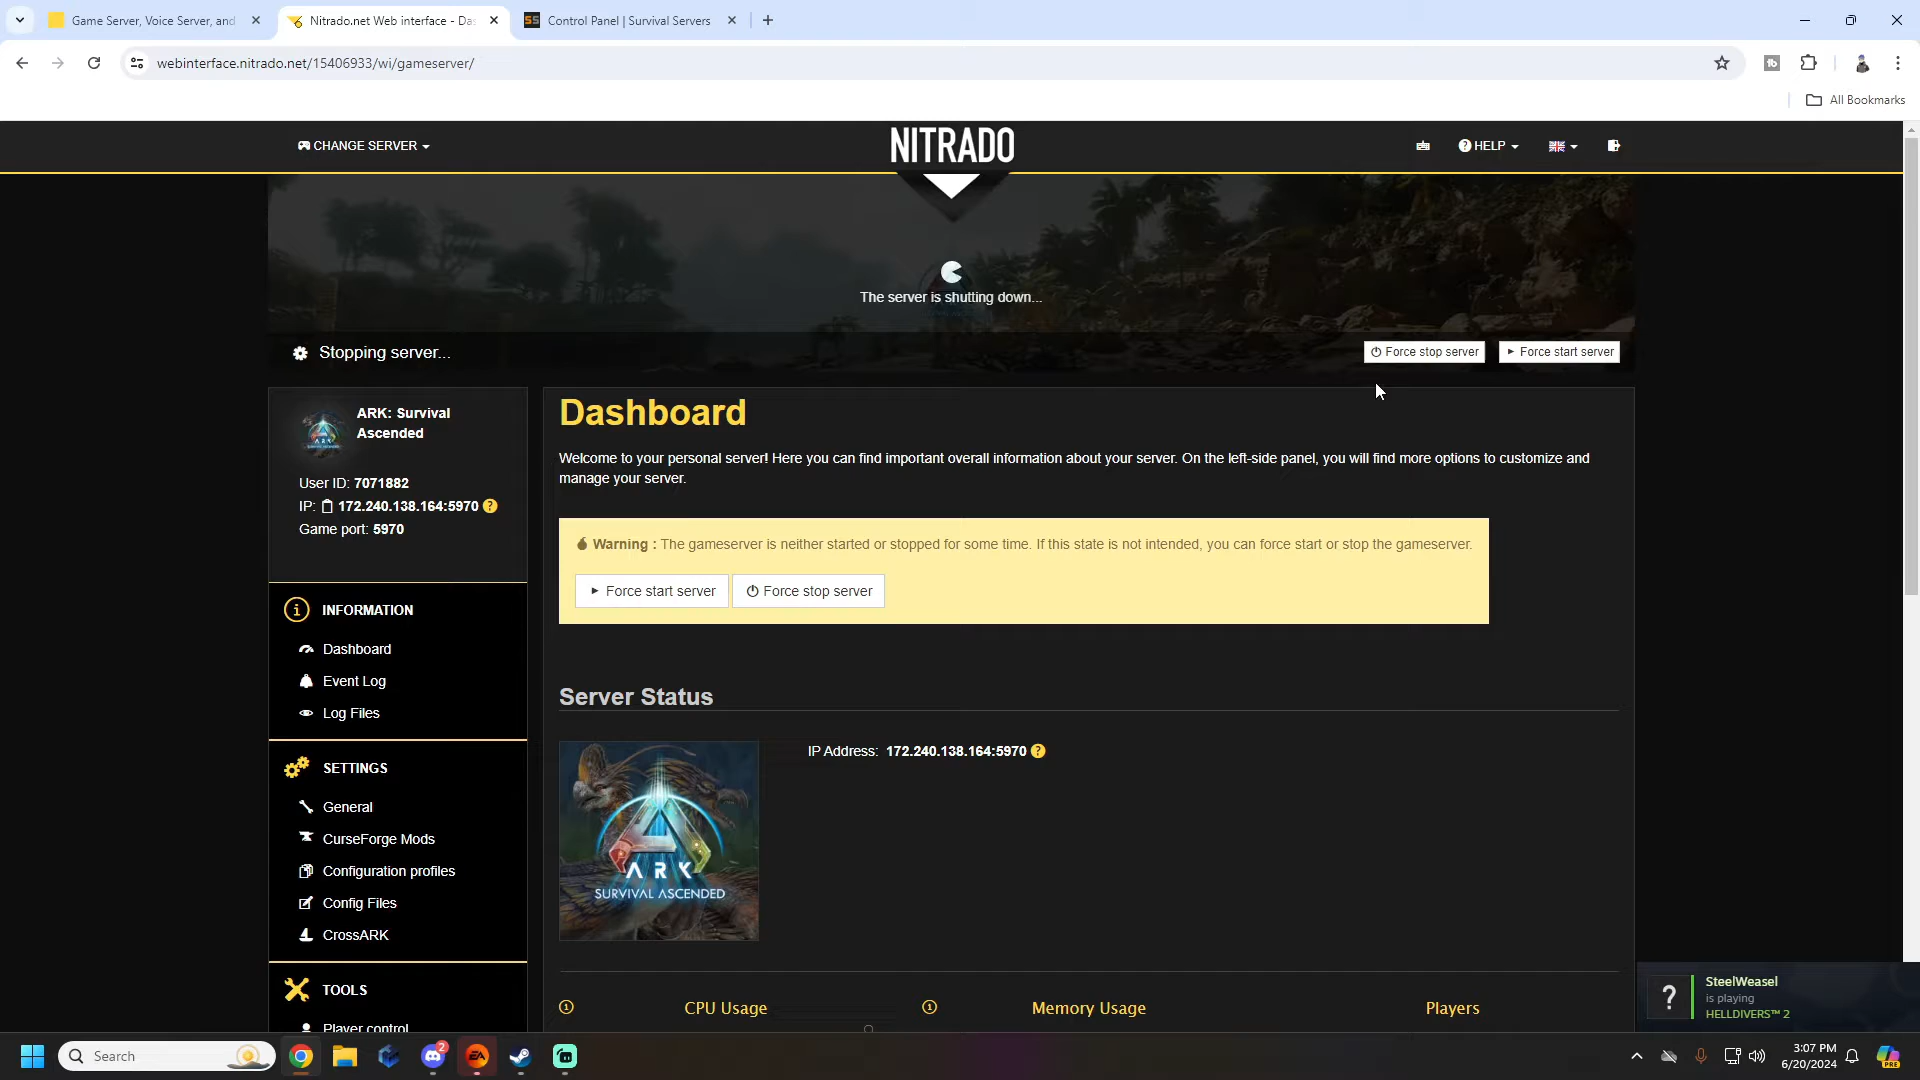 Game Server, Voice Server, and
Nitrado.net Web interface - Da
Control Panel | Survival Servers
webinterface.nitrado.net/15406933/wi/gameserver/
All Bookmarks
CHANGE SERVER
NITRADO
HELP
The server is shutting down...
Stopping server...
Force stop server
Force start server
ARK: Survival
Ascended
User ID: 7071882
IP: 172.240.138.164:5970
Game port: 5970
INFORMATION
Dashboard
Event Log
Log Files
SETTINGS
General
CurseForge Mods
Configuration profiles
Config Files
CrossARK
TOOLS
Player control
Dashboard
Welcome to your personal server! Here you can find important overall information about your server. On the left-side panel, you will find more options to customize and
manage your server.
Warning : The gameserver is neither started or stopped for some time. If this state is not intended, you can force start or stop the gameserver.
Force start server
Force stop server
Server Status
IP Address: 172.240.138.164:5970
ARK
SURVIVAL ASCENDED
CPU Usage
Memory Usage
Players
SteelWeasel
is playing
HELLDIVERS™ 2
Search
2
3:07 PM
6/20/2024
PRE